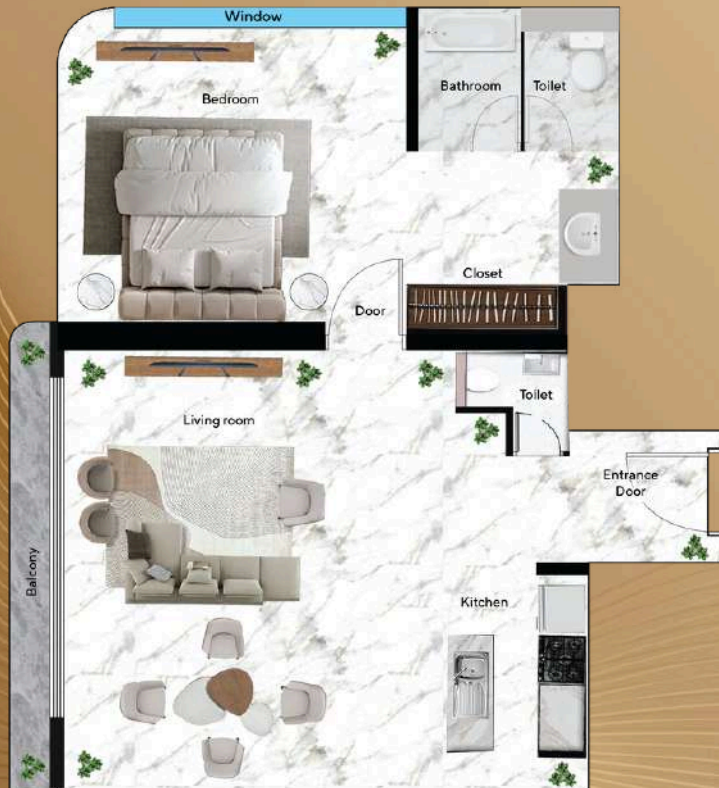 Window
Bedroom
Bathroom
Toilet
Closet
Door
Toilet
Living room
Entrance
Door
Balcony
Kitchen